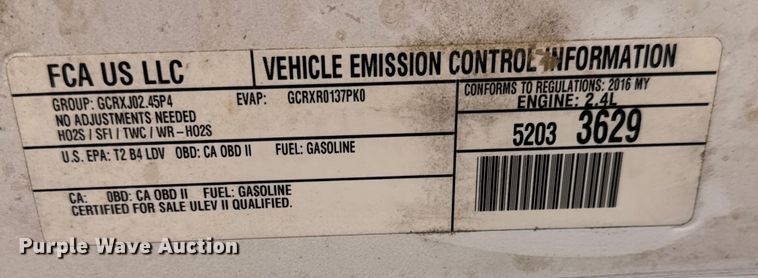 FCA US LLC
VEHICLE EMISSION CONTROL INFORMATION
GROUP: GCRXJ02.45P4 EVAP: GCRXR0137PK0
NO ADJUSTMENTS NEEDED
HO2S / SFI / TWC / WR-HO2S
CONFORMS TO REGULATIONS: 2016 MY
ENGINE: 2.4L
5203 3629
U.S. EPA: T2 B4 LDV OBD: CA OBD II FUEL: GASOLINE
CA: OBD: CA OBD II FUEL: GASOLINE
CERTIFIED FOR SALE ULEV II QUALIFIED.
Purple Wave Auction